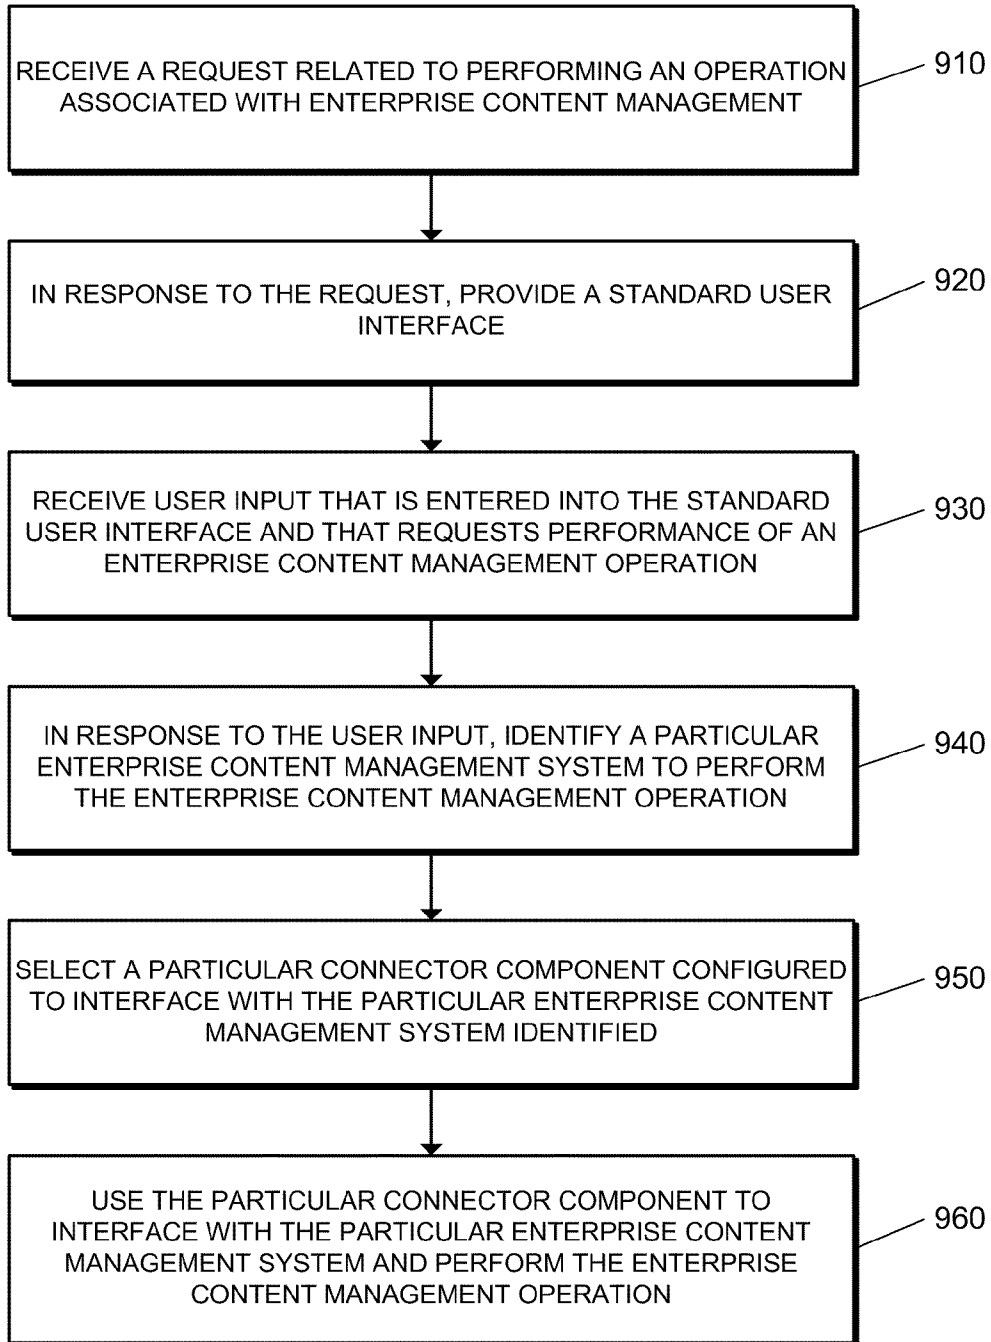 RECEIVE A REQUEST RELATED TO PERFORMING AN OPERATION
ASSOCIATED WITH ENTERPRISE CONTENT MANAGEMENT
910
IN RESPONSE TO THE REQUEST, PROVIDE A STANDARD USER
INTERFACE
920
RECEIVE USER INPUT THAT IS ENTERED INTO THE STANDARD
USER INTERFACE AND THAT REQUESTS PERFORMANCE OF AN
ENTERPRISE CONTENT MANAGEMENT OPERATION
930
IN RESPONSE TO THE USER INPUT, IDENTIFY A PARTICULAR
ENTERPRISE CONTENT MANAGEMENT SYSTEM TO PERFORM
THE ENTERPRISE CONTENT MANAGEMENT OPERATION
940
SELECT A PARTICULAR CONNECTOR COMPONENT CONFIGURED
TO INTERFACE WITH THE PARTICULAR ENTERPRISE CONTENT
MANAGEMENT SYSTEM IDENTIFIED
950
USE THE PARTICULAR CONNECTOR COMPONENT TO
INTERFACE WITH THE PARTICULAR ENTERPRISE CONTENT
MANAGEMENT SYSTEM AND PERFORM THE ENTERPRISE
CONTENT MANAGEMENT OPERATION
960